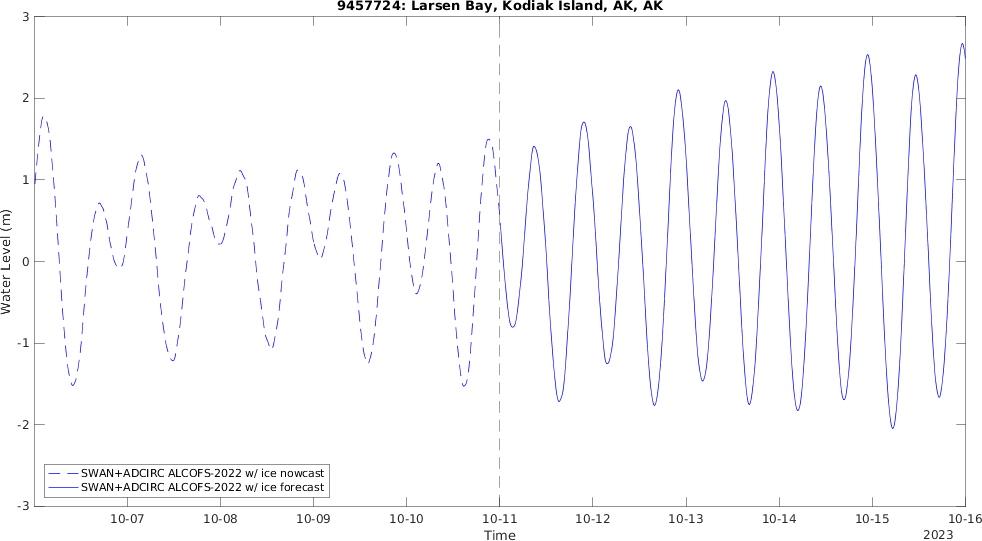 9457724: Larsen Bay, Kodiak Island, AK, AK
3
2
1
0
-1
-2
-3
Water Level (m)
SWAN+ADCIRC ALCOFS-2022 w/ ice nowcast
SWAN+ADCIRC ALCOFS-2022 w/ ice forecast
10-07 10-08 10-09 10-10 10-11 10-12 10-13 10-14 10-15 10-16
Time
2023